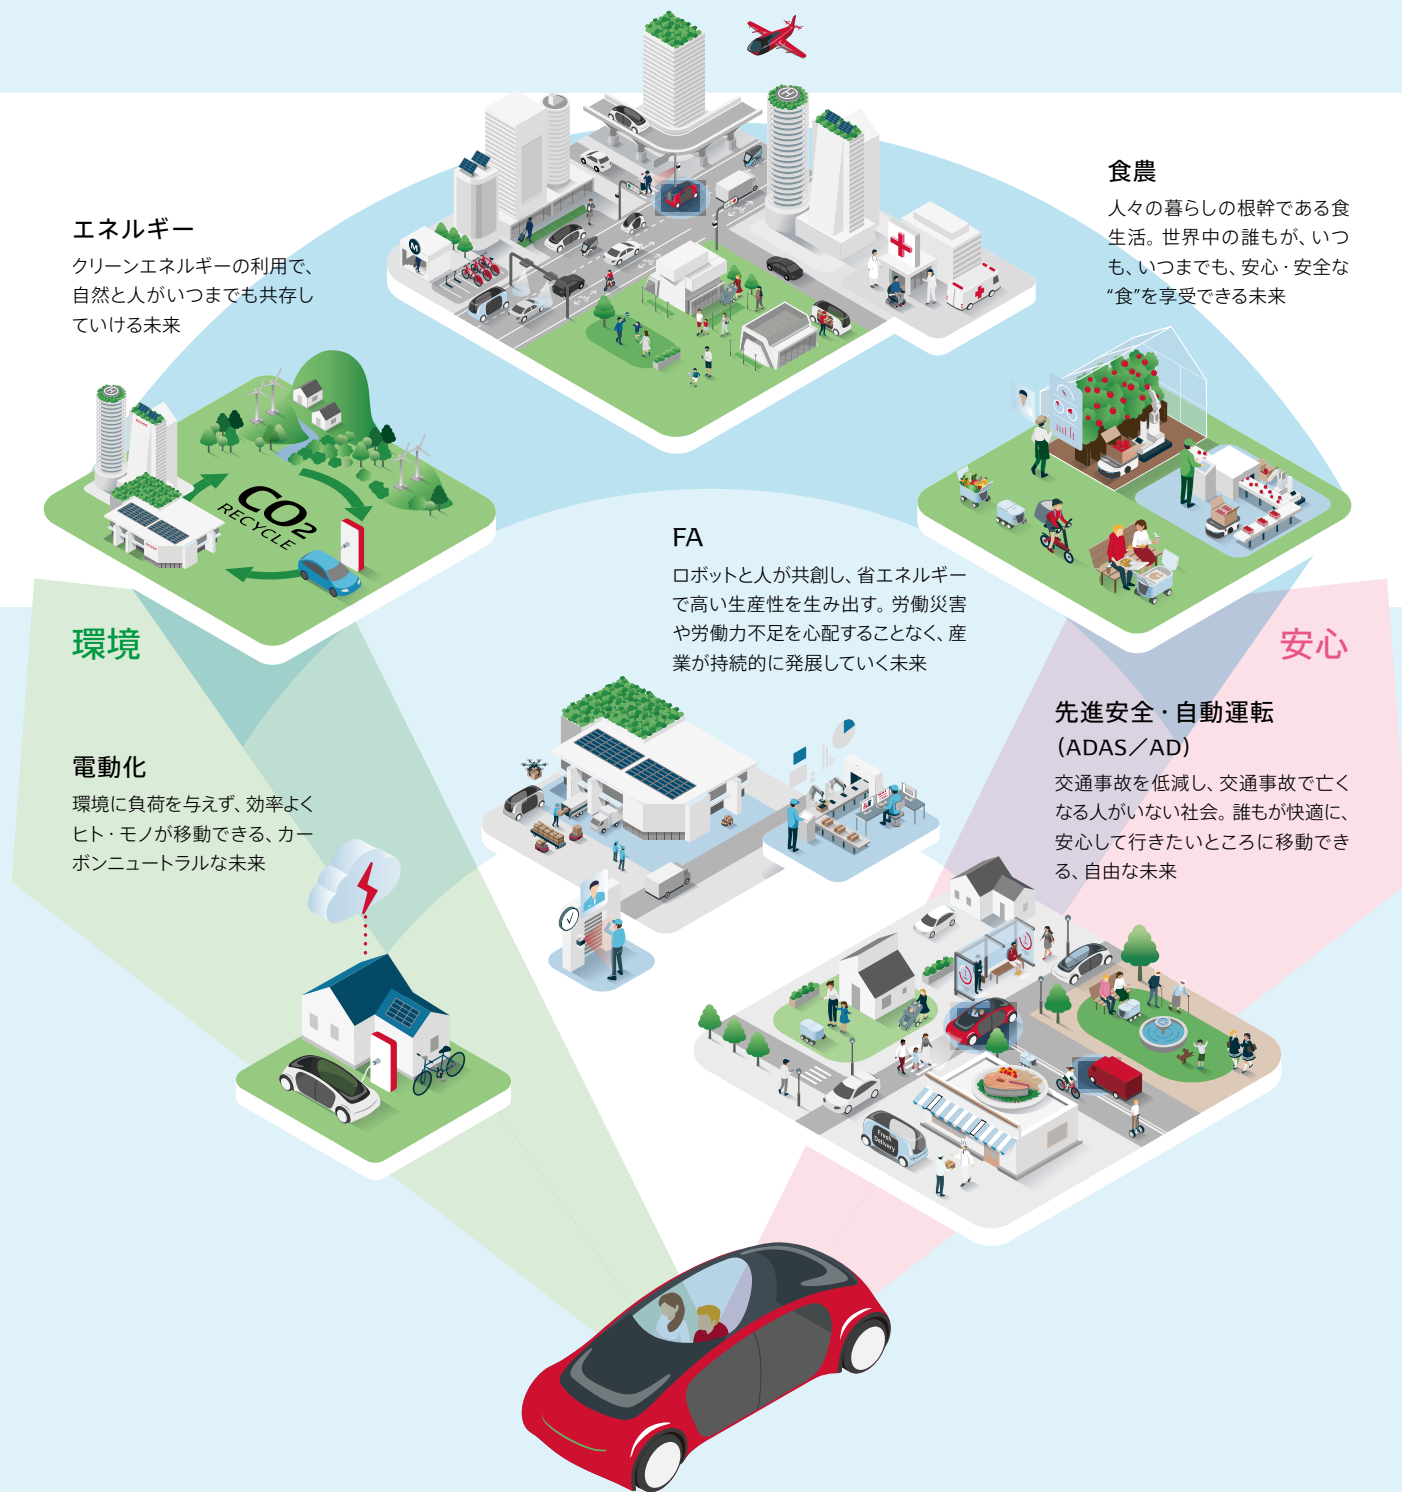 エネルギー
クリーンエネルギーの利用で、
自然と人がいつまでも共存し
ていける未来
食農
人々の暮らしの根幹である食
生活。世界中の誰もが、いつ
も、いつまでも、安心・安全な
“食”を享受できる未来
H
M
H
CO2
RECYCLE
FA
ロボットと人が共創し、省エネルギー
で高い生産性を生み出す。労働災害
や労働力不足を心配することなく、産
業が持続的に発展していく未来
環境
安心
電動化
環境に負荷を与えず、効率よく
ヒト・モノが移動できる、カー
ボンニュートラルな未来
先進安全・自動運転
(ADAS／AD)
交通事故を低減し、交通事故で亡く
なる人がいない社会。誰もが快適に、
安心して行きたいところに移動でき
る、自由な未来
Fresh
Delivery